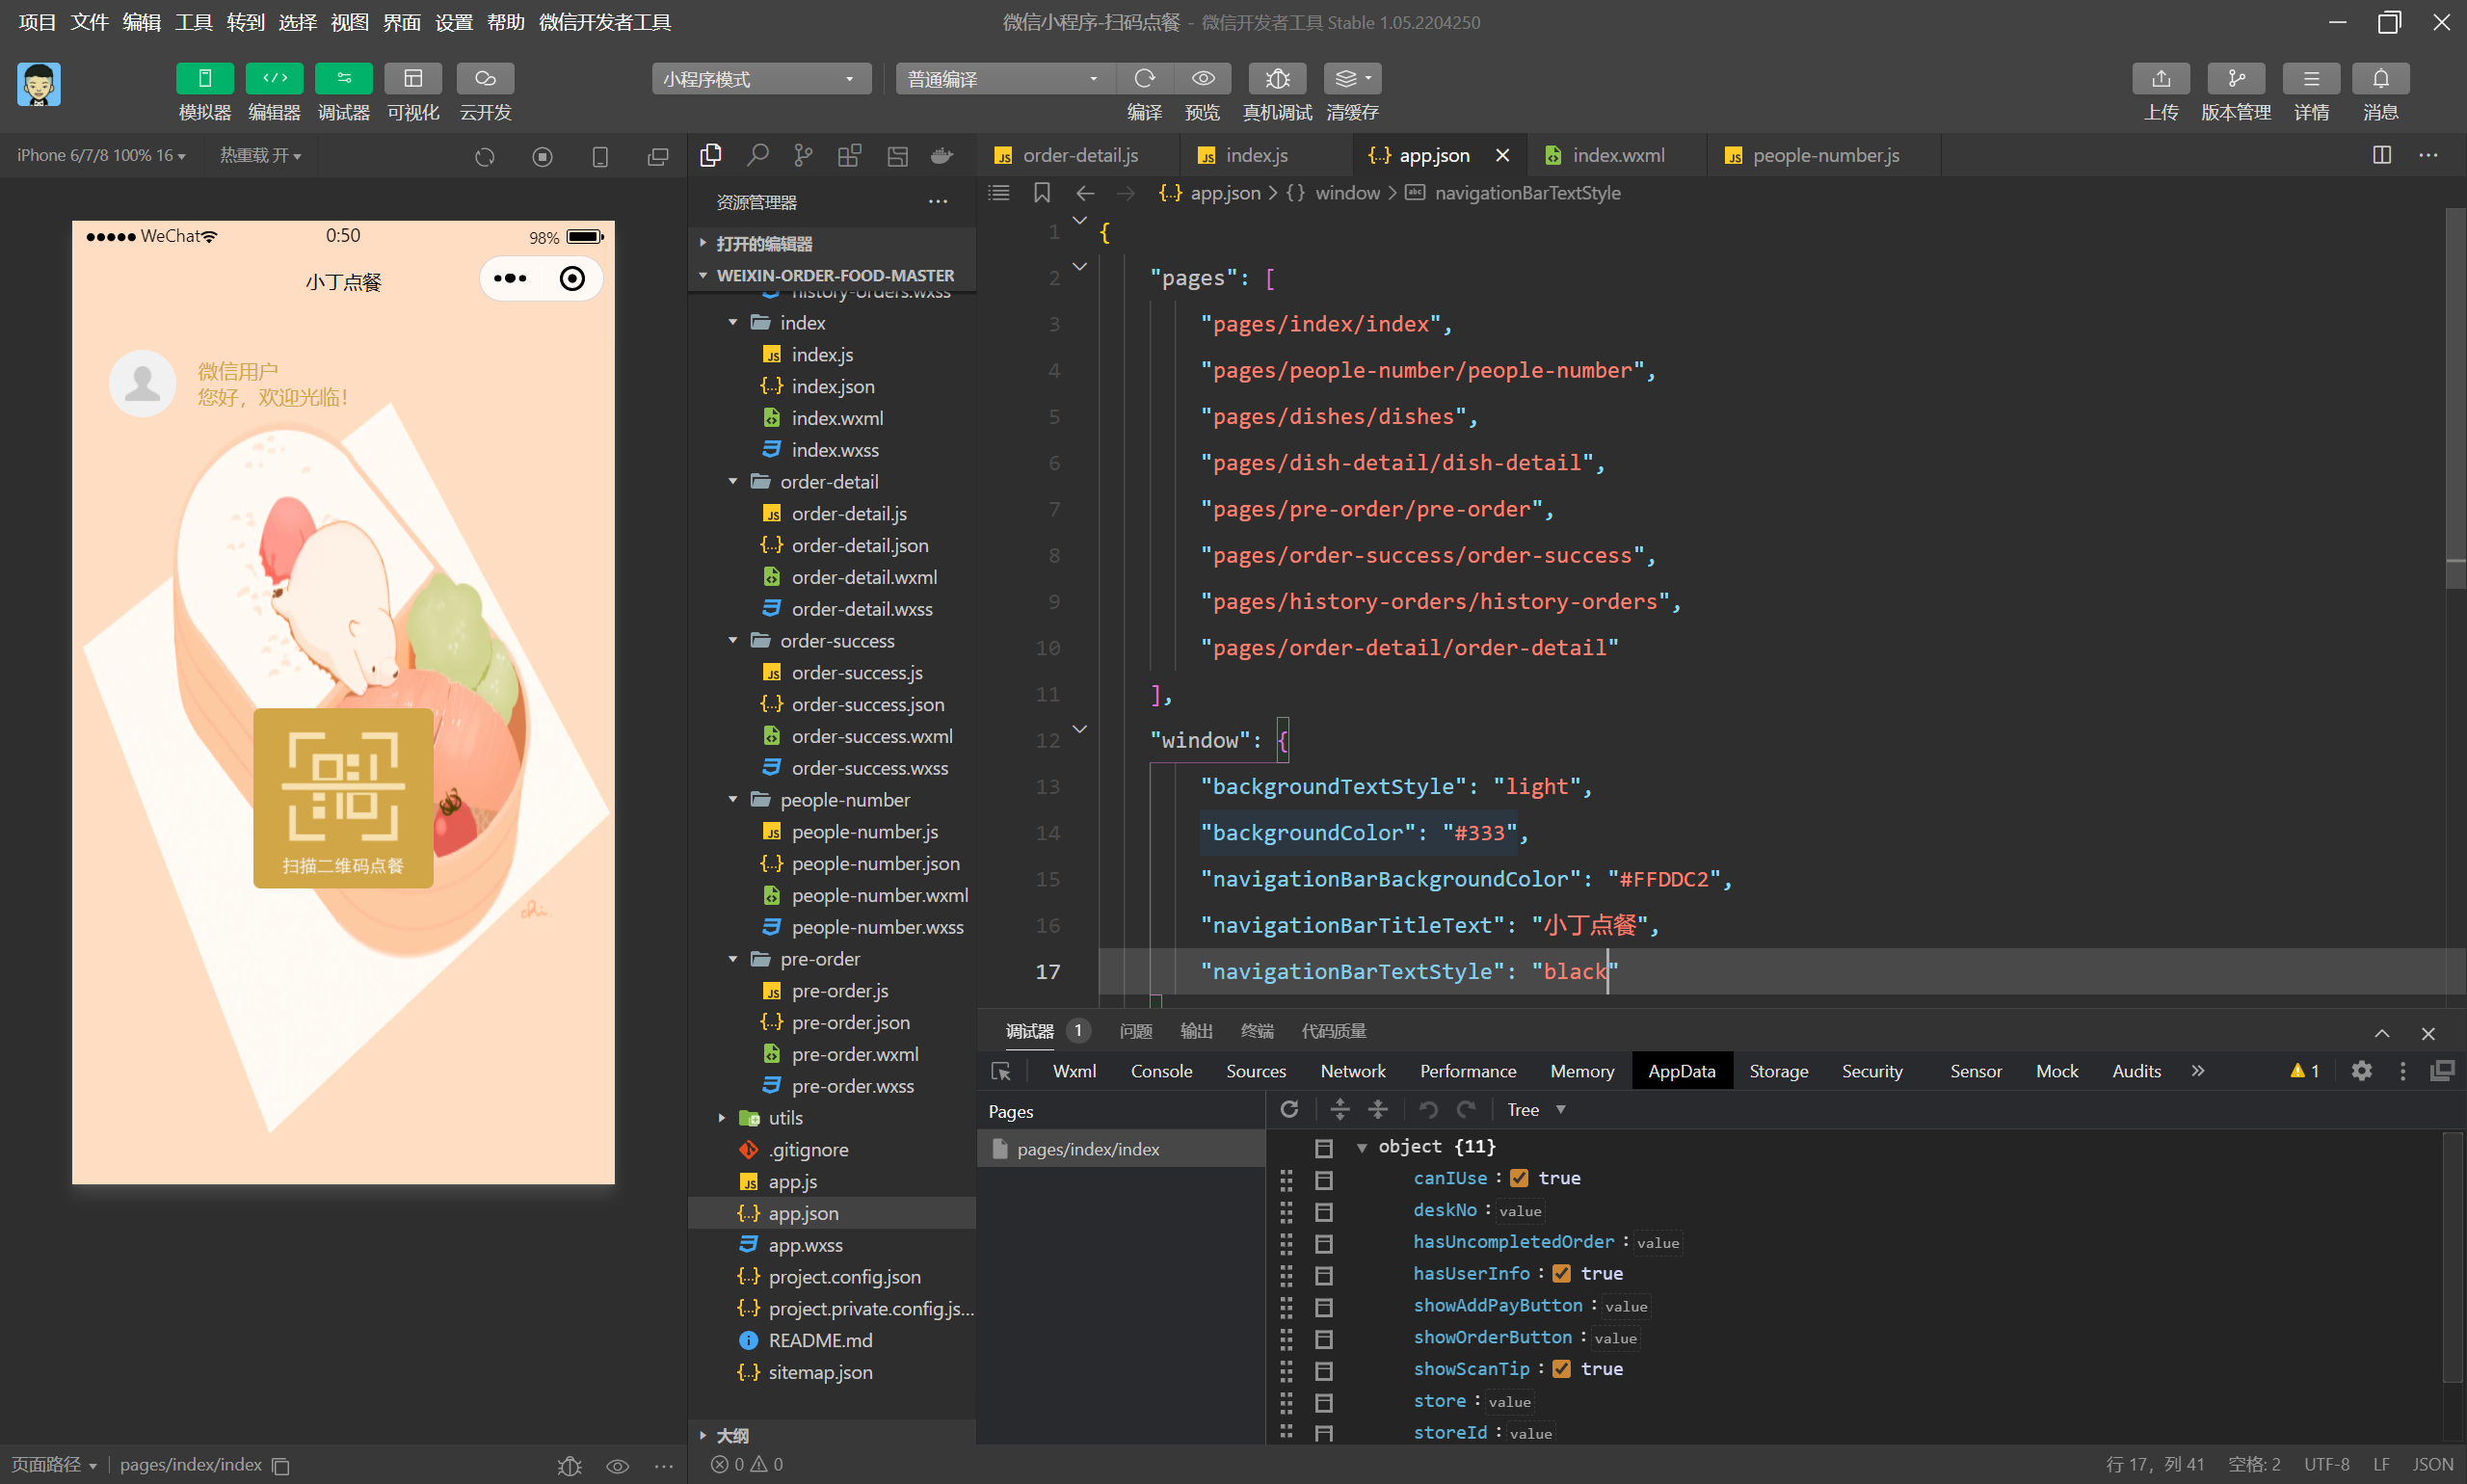 项目 文件 编辑 工具 转到 选择 视图 界面 设置 帮助 微信开发者工具 微信小程序-扫码点餐 - 微信开发者工具 Stable 1.05.2204250
小程序模式 普通编译
模拟器 编辑器 调试器 可视化 云开发 编译 预览 真机调试 清缓存 上传 版本管理 详情 消息
iPhone 6/7/8 100% 16 热重载 开
WeChat 0:50 98%
小丁点餐
微信用户
您好，欢迎光临！
扫描二维码点餐
chi.
页面路径 pages/index/index
资源管理器
打开的编辑器
WEIXIN-ORDER-FOOD-MASTER
history-orders.wxss
index
index.js
index.json
index.wxml
index.wxss
order-detail
order-detail.js
order-detail.json
order-detail.wxml
order-detail.wxss
order-success
order-success.js
order-success.json
order-success.wxml
order-success.wxss
people-number
people-number.js
people-number.json
people-number.wxml
people-number.wxss
pre-order
pre-order.js
pre-order.json
pre-order.wxml
pre-order.wxss
utils
.gitignore
app.js
app.json
app.wxss
project.config.json
project.private.config.js...
README.md
sitemap.json
大纲
0 0
order-detail.js index.js app.json index.wxml people-number.js
app.json > {} window > navigationBarTextStyle
1 {
2 "pages": [
3 "pages/index/index",
4 "pages/people-number/people-number",
5 "pages/dishes/dishes",
6 "pages/dish-detail/dish-detail",
7 "pages/pre-order/pre-order",
8 "pages/order-success/order-success",
9 "pages/history-orders/history-orders",
10 "pages/order-detail/order-detail"
11 ],
12 "window": {
13 "backgroundTextStyle": "light",
14 "backgroundColor": "#333",
15 "navigationBarBackgroundColor": "#FFDDC2",
16 "navigationBarTitleText": "小丁点餐",
17 "navigationBarTextStyle": "black"
调试器 1 问题 输出 终端 代码质量
Wxml Console Sources Network Performance Memory AppData Storage Security Sensor Mock Audits 1
Pages
pages/index/index
Tree
object {11}
canIUse : true
deskNo : value
hasUncompletedOrder : value
hasUserInfo : true
showAddPayButton : value
showOrderButton : value
showScanTip : true
store : value
storeId : value
行 17，列 41 空格: 2 UTF-8 LF JSON